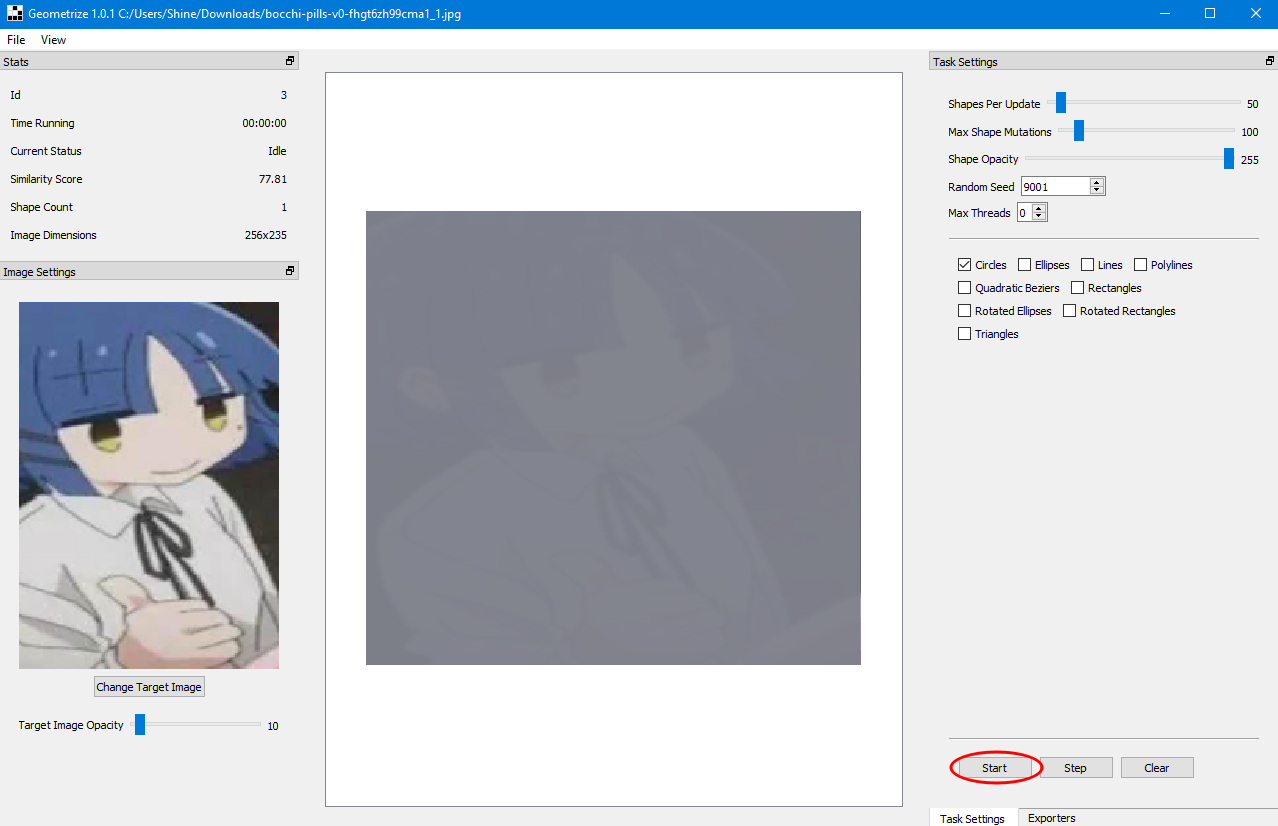 Geometrize 1.0.1 C:/Users/Shine/Downloads/bocchi-pills-v0-fhgt6zh99cma1_1.jpg
File View
Stats
Id 3
Time Running 00:00:00
Current Status Idle
Similarity Score 77.81
Shape Count 1
Image Dimensions 256x235
Image Settings
Change Target Image
Target Image Opacity 10
Task Settings
Shapes Per Update 50
Max Shape Mutations 100
Shape Opacity 255
Random Seed 9001
Max Threads 0
Circles Ellipses Lines Polylines
Quadratic Beziers Rectangles
Rotated Ellipses Rotated Rectangles
Triangles
Start Step Clear
Task Settings Exporters